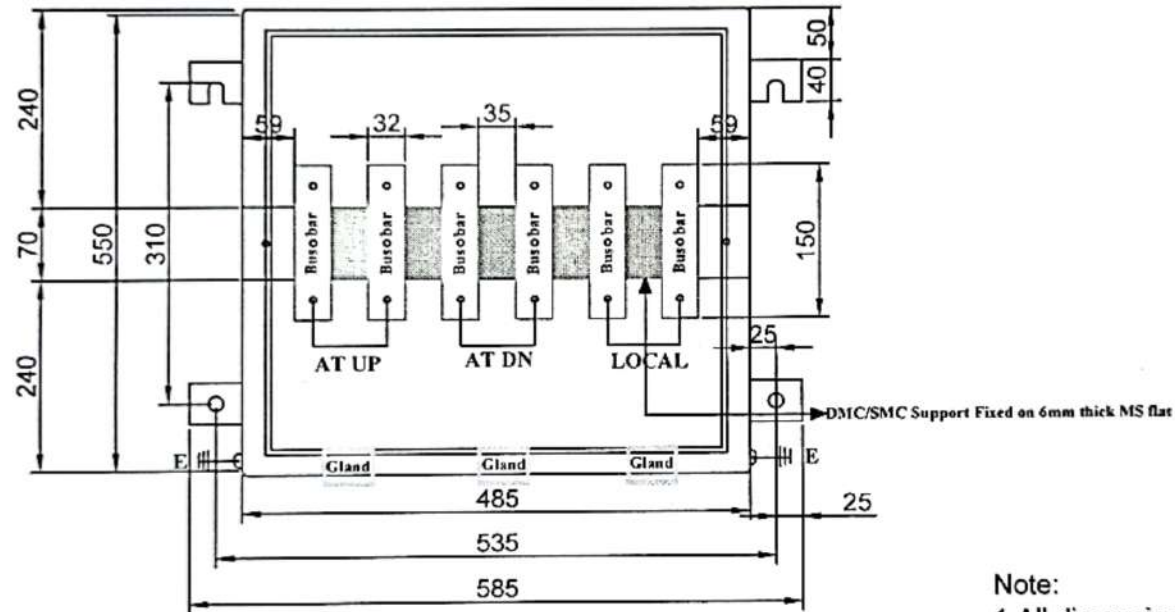 240
70
240
550
310
59
32
35
59
50
40
150
25
Busobar
Busobar
Busobar
Busobar
Busobar
Busobar
AT UP
AT DN
LOCAL
DMC/SMC Support Fixed on 6mm thick MS flat
E
Gland
Gland
Gland
E
485
25
535
585
Note: